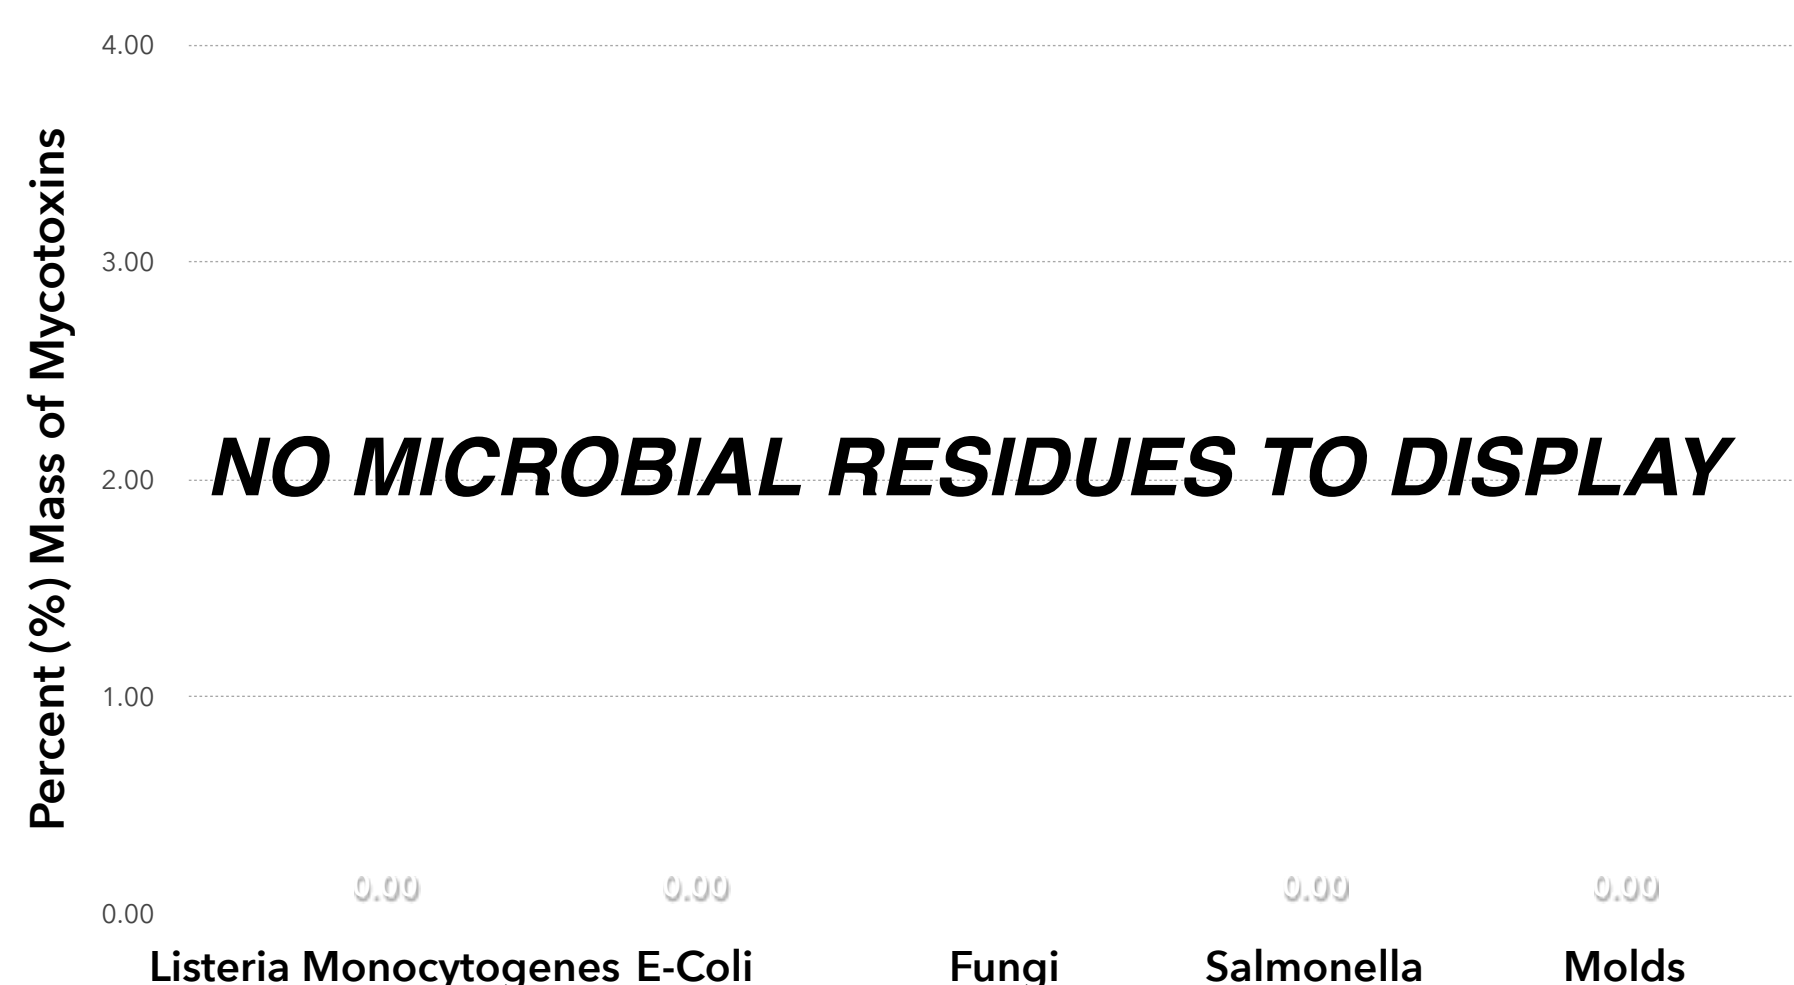 4.00
Percent (%) Mass of Mycotoxins
3.00
NO MICROBIAL RESIDUES TO DISPLAY
2.00
1.00
0.00 0.00 0.00 0.00
0.00
Listeria Monocytogenes E-Coli Fungi Salmonella Molds